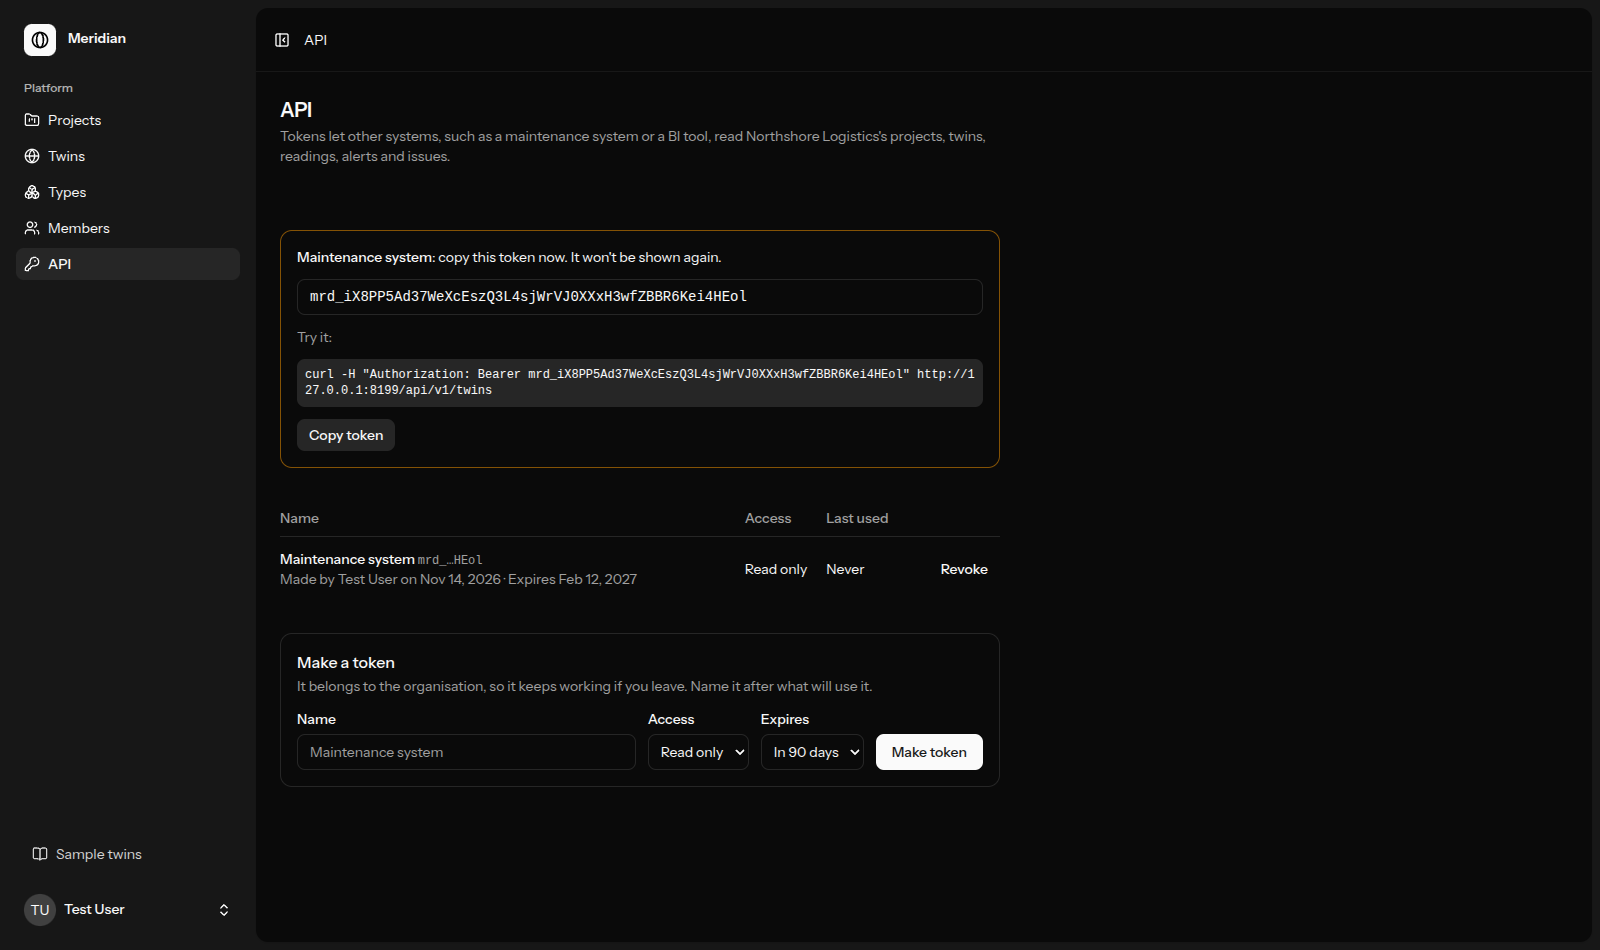 Meridian
Platform
Projects
Twins
Types
Members
API
Sample twins
TU
Test User
API
API
Tokens let other systems, such as a maintenance system or a BI tool, read Northshore Logistics's projects, twins,
readings, alerts and issues.
Maintenance system: copy this token now. It won't be shown again.
mrd_iX8PP5Ad37WeXcEszQ3L4sjWrVJ0XXxH3wfZBBR6Kei4HEol
Try it:
curl -H "Authorization: Bearer mrd_iX8PP5Ad37WeXcEszQ3L4sjWrVJ0XXxH3wfZBBR6Kei4HEol" http://1
27.0.0.1:8199/api/v1/twins
Copy token
Name Access Last used
Maintenance system mrd_…HEol
Made by Test User on Nov 14, 2026 · Expires Feb 12, 2027
Read only Never Revoke
Make a token
It belongs to the organisation, so it keeps working if you leave. Name it after what will use it.
Name Access Expires
Maintenance system Read only In 90 days Make token